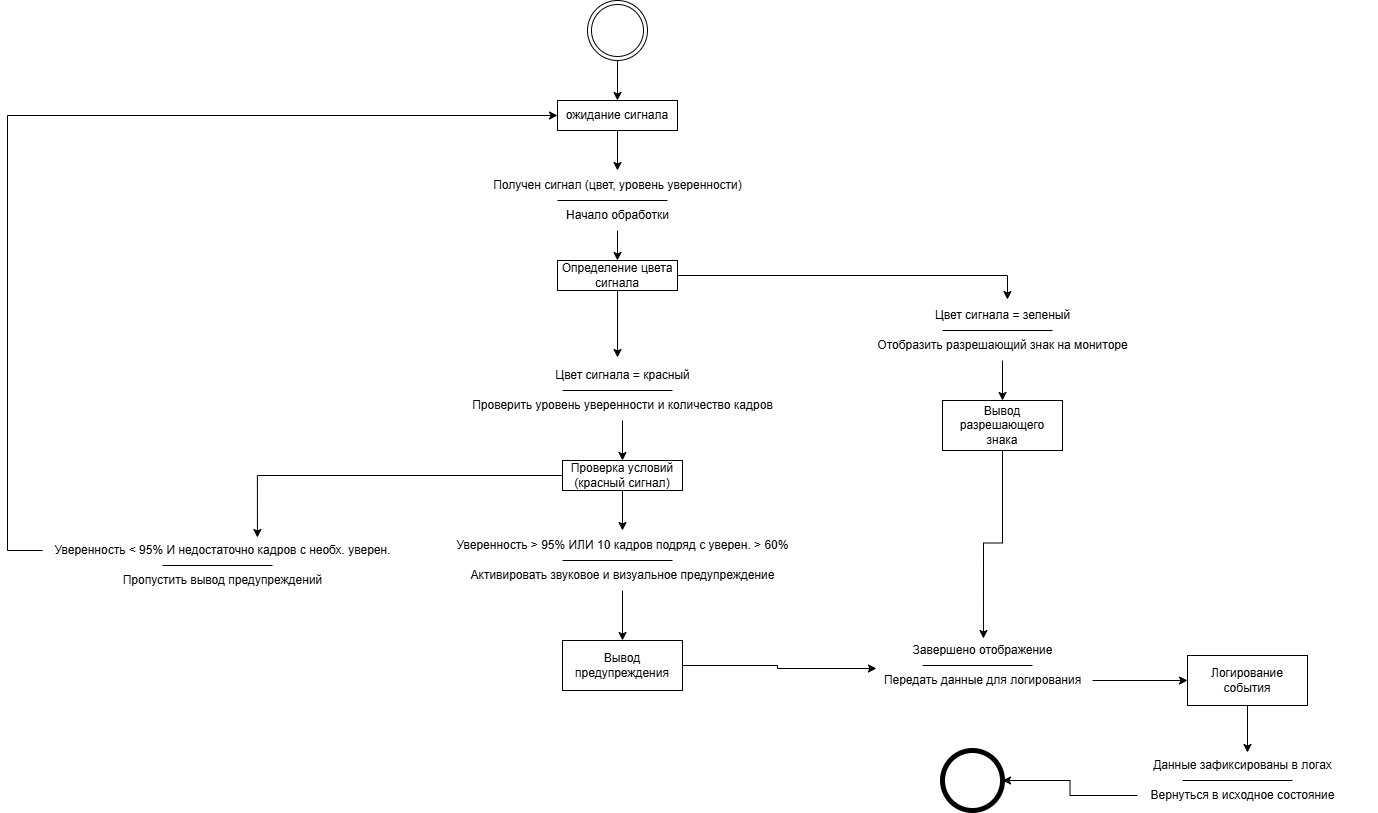 ожидание сигнала
Получен сигнал (цвет, уровень уверенности)
Начало обработки
Определение цвета
сигнала
Цвет сигнала = зеленый
Отобразить разрешающий знак на мониторе
Цвет сигнала = красный
Проверить уровень уверенности и количество кадров
Вывод
разрешающего
знака
Проверка условий
(красный сигнал)
Уверенность < 95% И недостаточно кадров с необх. уверен.
Пропустить вывод предупреждений
Уверенность > 95% ИЛИ 10 кадров подряд с уверен. > 60%
Активировать звуковое и визуальное предупреждение
Вывод
предупреждения
Завершено отображение
Передать данные для логирования
Логирование
события
Данные зафиксированы в логах
Вернуться в исходное состояние